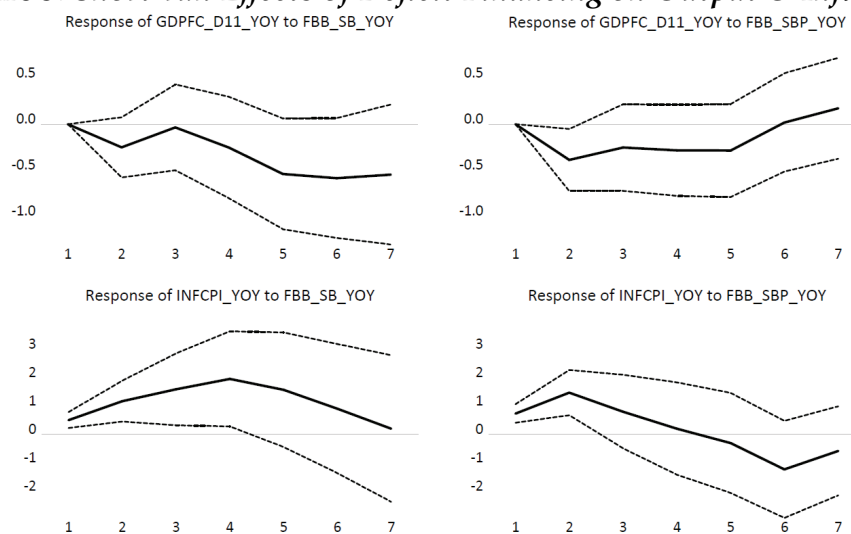 Response of GDPFC_D11_YOY to FBB_SB_YOY
0.5
0.0
-0.5
-1.0
1 2 3 4 5 6 7
Response of GDPFC_D11_YOY to FBB_SBP_YOY
0.5
0.0
-0.5
-1.0
1 2 3 4 5 6 7
Response of INFCPI_YOY to FBB_SB_YOY
3
2
1
0
-1
-2
1 2 3 4 5 6 7
Response of INFCPI_YOY to FBB_SBP_YOY
3
2
1
0
-1
-2
1 2 3 4 5 6 7